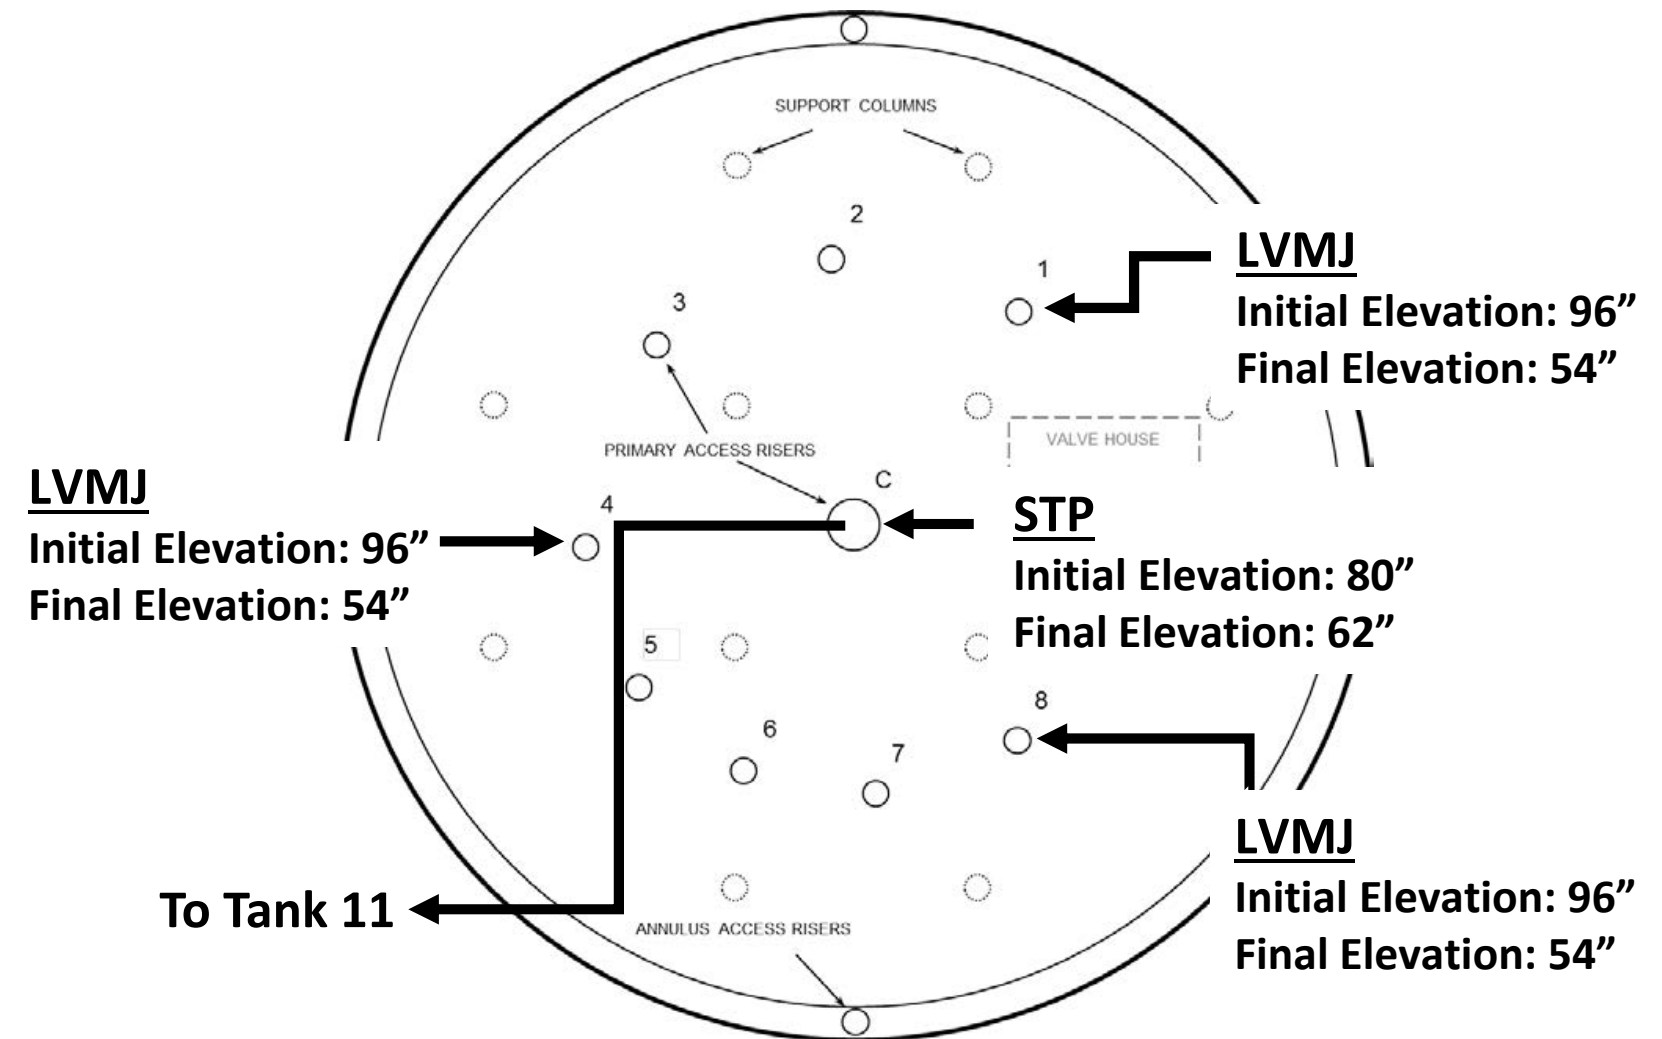 SUPPORT COLUMNS
2
1
3
LVMJ
Initial Elevation: 96”
Final Elevation: 54”
VALVE HOUSE
PRIMARY ACCESS RISERS
C
4
LVMJ
Initial Elevation: 96”
Final Elevation: 54”
STP
Initial Elevation: 80”
Final Elevation: 62”
5
8
6
7
LVMJ
Initial Elevation: 96”
Final Elevation: 54”
To Tank 11
ANNULUS ACCESS RISERS